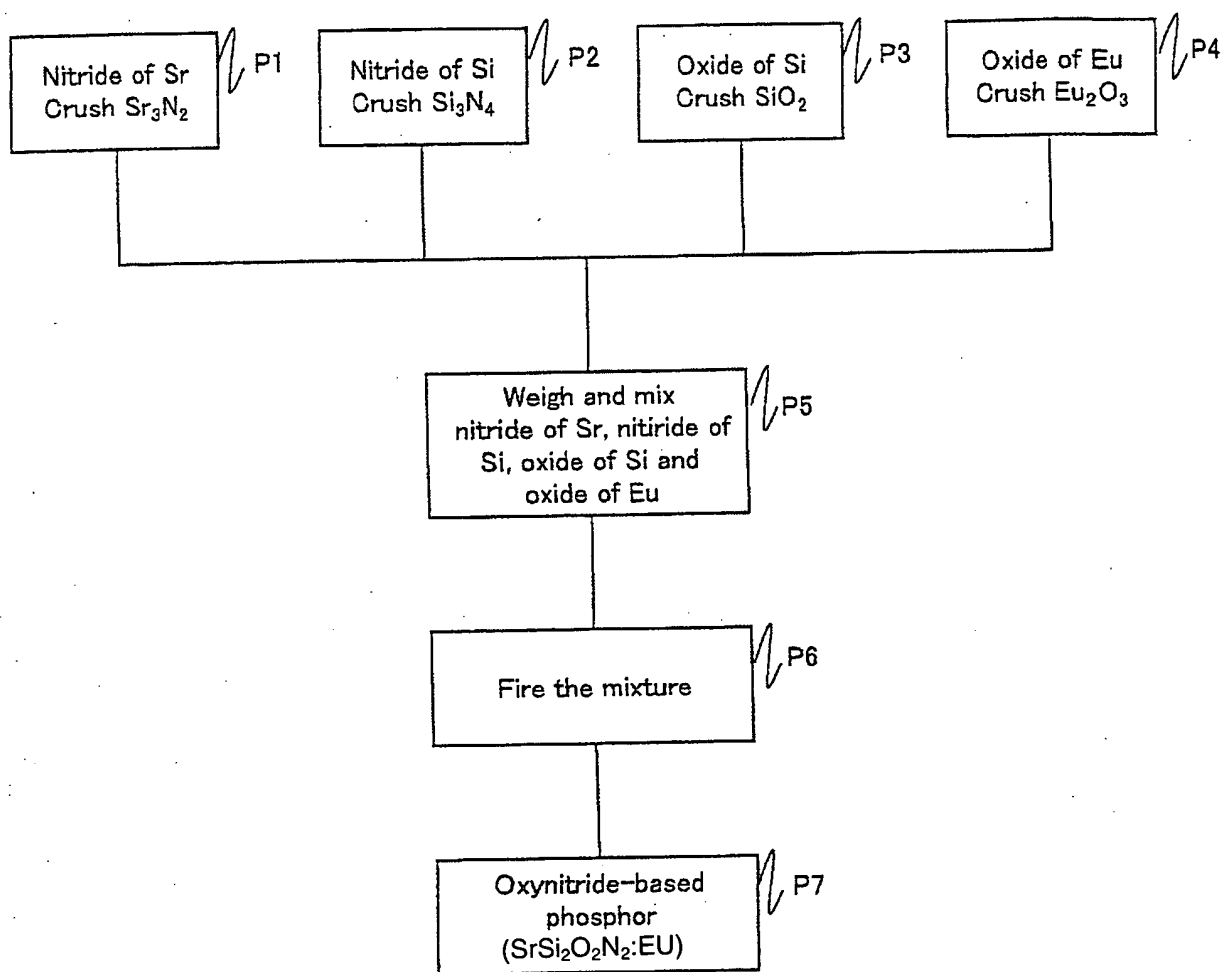 Nitride of Sr
Crush Sr₃N₂
P1
Nitride of Si
Crush Si₃N₄
P2
Oxide of Si
Crush SiO₂
P3
Oxide of Eu
Crush Eu₂O₃
P4
Weigh and mix
nitride of Sr, nitiride of
Si, oxide of Si and
oxide of Eu
P5
Fire the mixture
P6
Oxynitride-based
phosphor
(SrSi₂O₂N₂:EU)
P7